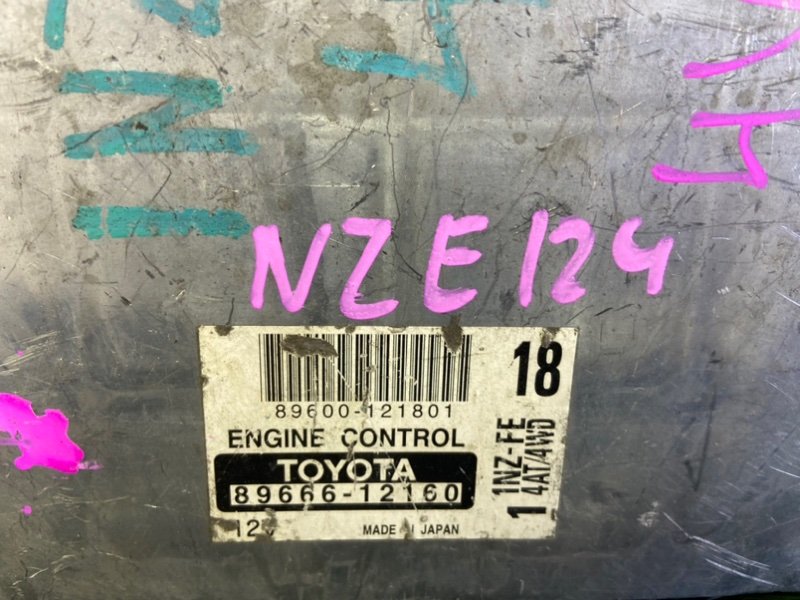 NZE124
89600-121801
18
ENGINE CONTROL
TOYOTA
89666-12160
12V
MADE IN JAPAN
1 1NZ-FE
4AT/4WD